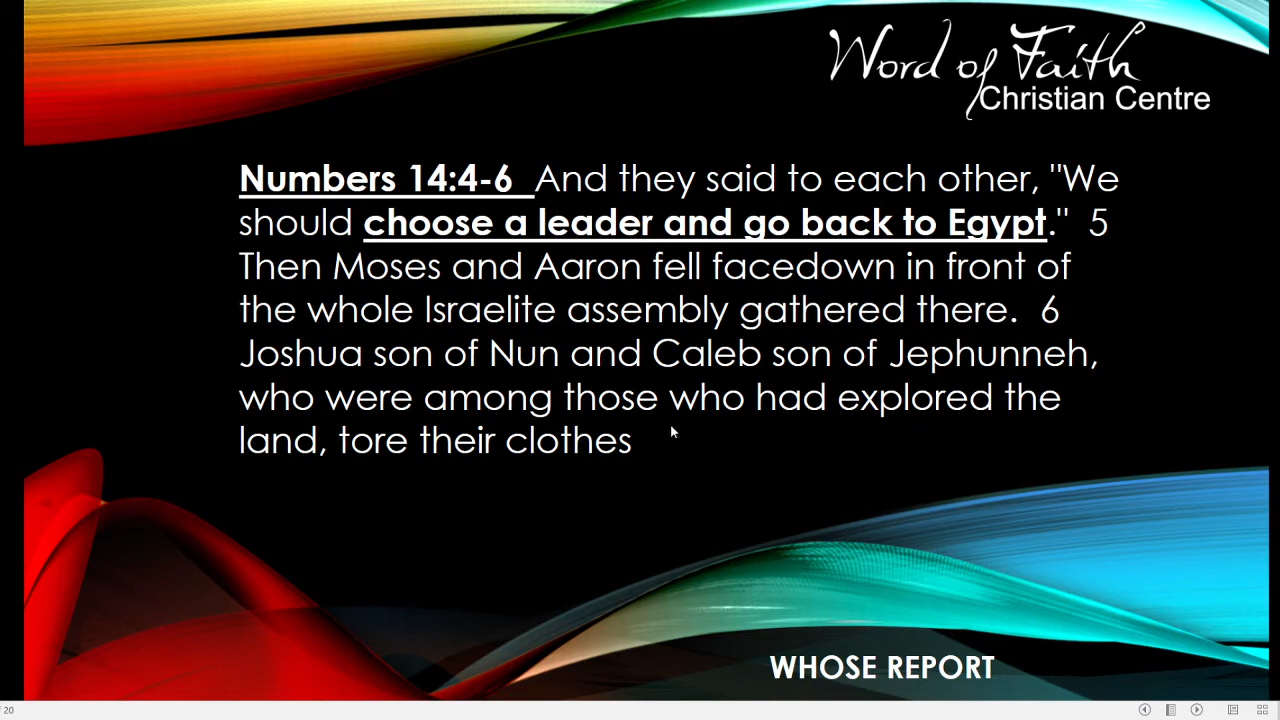 Word of Faith
Christian Centre
Numbers 14:4-6 And they said to each other, "We
should choose a leader and go back to Egypt." 5
Then Moses and Aaron fell facedown in front of
the whole Israelite assembly gathered there. 6
Joshua son of Nun and Caleb son of Jephunneh,
who were among those who had explored the
land, tore their clothes
WHOSE REPORT
of 20